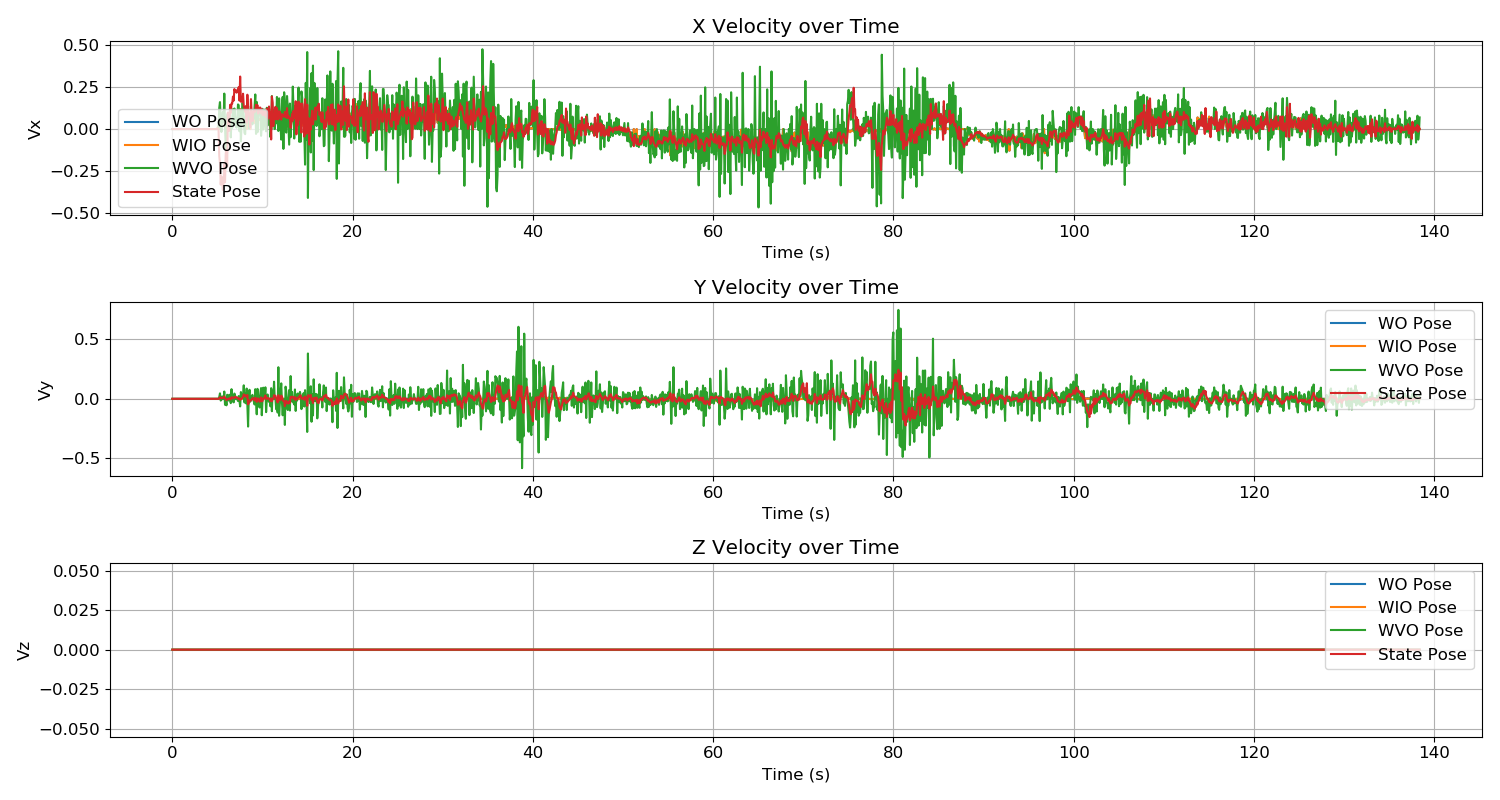 X Velocity over Time
0.50
0.25
0.00
−0.25
−0.50
Vx
WO Pose
WIO Pose
WVO Pose
State Pose
0 20 40 60 80 100 120 140
Time (s)
Y Velocity over Time
0.5
0.0
−0.5
Vy
WO Pose
WIO Pose
WVO Pose
State Pose
0 20 40 60 80 100 120 140
Time (s)
Z Velocity over Time
0.050
0.025
0.000
−0.025
−0.050
Vz
WO Pose
WIO Pose
WVO Pose
State Pose
0 20 40 60 80 100 120 140
Time (s)